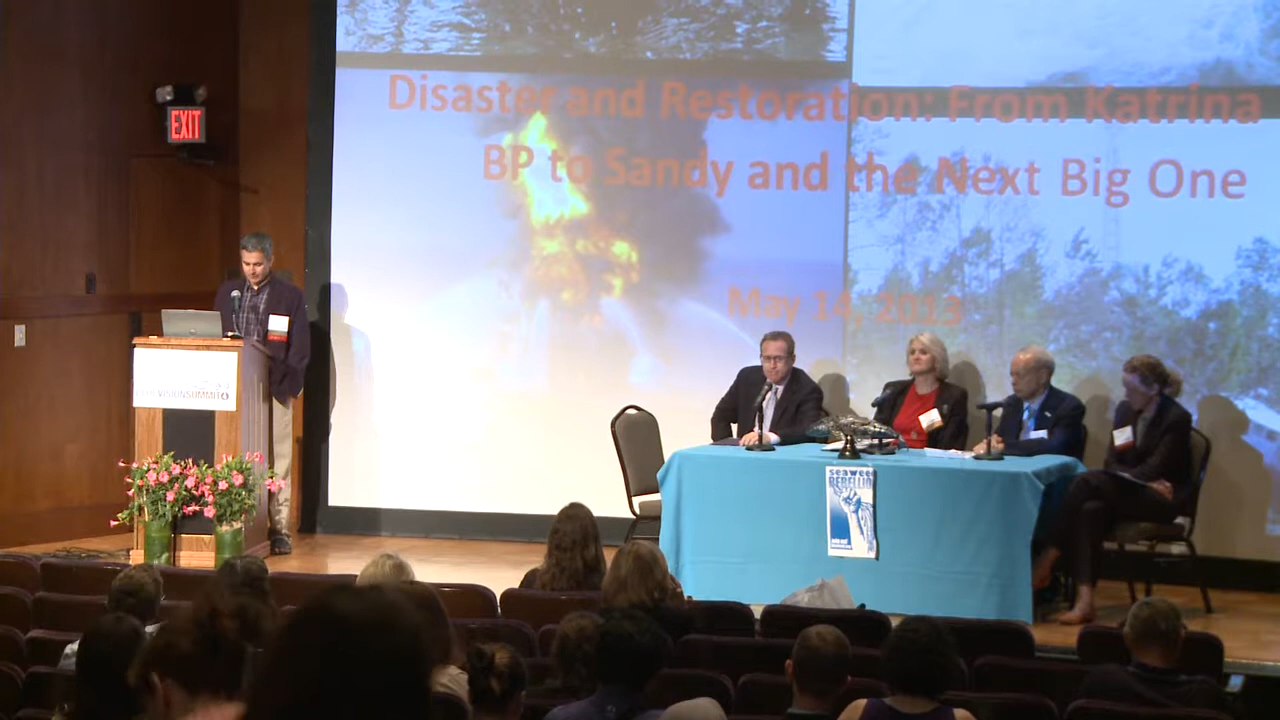 Disaster and Restoration: From Katrina
BP to Sandy and the Next Big One
May 14, 2013
EXIT
VISIONSUMMIT
seaweed
REBELLION